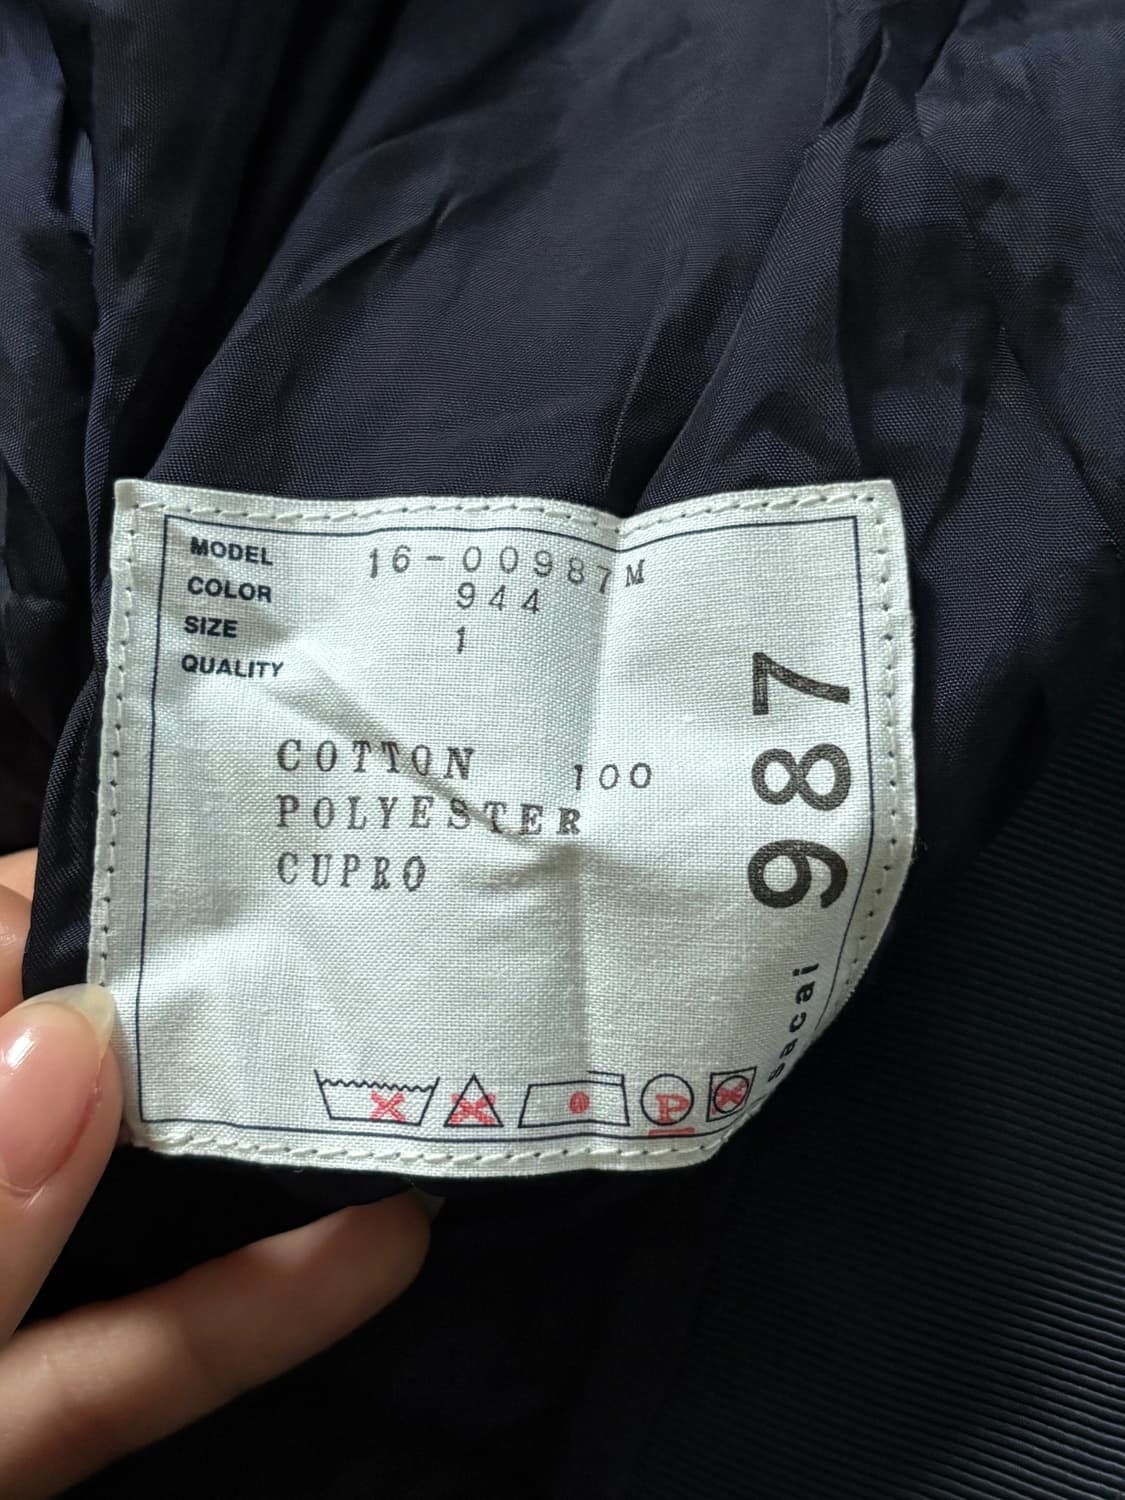 MODEL 16-00987M
COLOR 944
SIZE 1
QUALITY
COTTON 100
POLYESTER
CUPRO
P
sacai 987